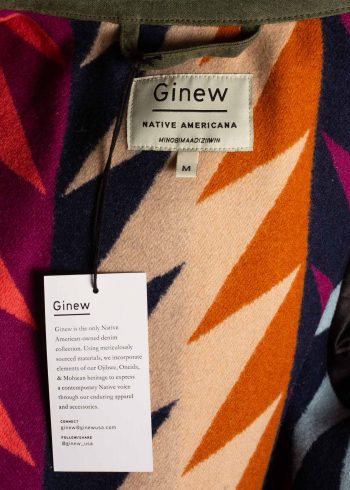 Ginew
NATIVE AMERICANA
MINOBIMAADIZIIWIN
M
Ginew
Ginew is the only Native
American-owned denim
collection. Using meticulously
sourced materials, we incorporate
elements of our Ojibwe, Oneida,
& Mohican heritage to express
a contemporary Native voice
through our enduring apparel
and accessories.
CONNECT
ginew@ginewusa.com
FOLLOW/SHARE
@ginew_usa